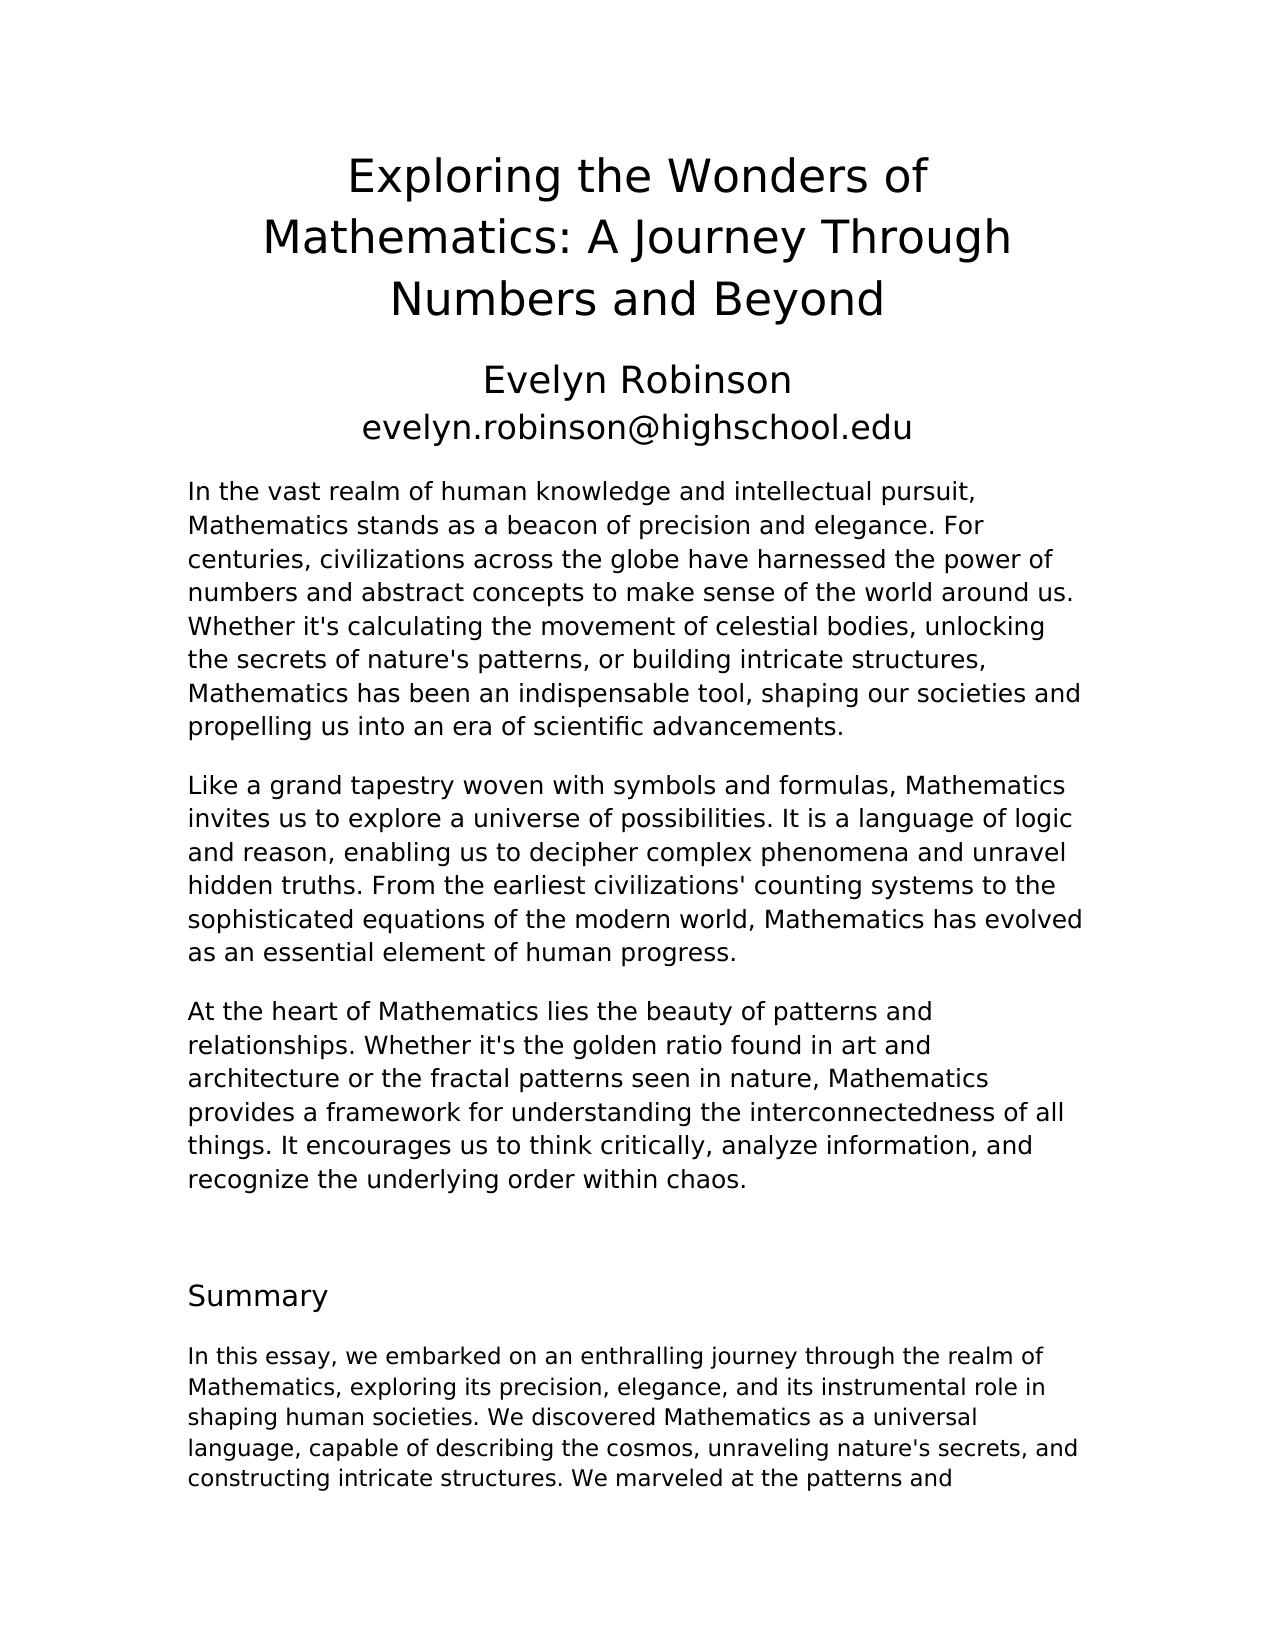 Exploring the Wonders of
Mathematics: A Journey Through
Numbers and Beyond
Evelyn Robinson
evelyn.robinson@highschool.edu
In the vast realm of human knowledge and intellectual pursuit,
Mathematics stands as a beacon of precision and elegance. For
centuries, civilizations across the globe have harnessed the power of
numbers and abstract concepts to make sense of the world around us.
Whether it's calculating the movement of celestial bodies, unlocking
the secrets of nature's patterns, or building intricate structures,
Mathematics has been an indispensable tool, shaping our societies and
propelling us into an era of scientific advancements.
Like a grand tapestry woven with symbols and formulas, Mathematics
invites us to explore a universe of possibilities. It is a language of logic
and reason, enabling us to decipher complex phenomena and unravel
hidden truths. From the earliest civilizations' counting systems to the
sophisticated equations of the modern world, Mathematics has evolved
as an essential element of human progress.
At the heart of Mathematics lies the beauty of patterns and
relationships. Whether it's the golden ratio found in art and
architecture or the fractal patterns seen in nature, Mathematics
provides a framework for understanding the interconnectedness of all
things. It encourages us to think critically, analyze information, and
recognize the underlying order within chaos.
Summary
In this essay, we embarked on an enthralling journey through the realm of
Mathematics, exploring its precision, elegance, and its instrumental role in
shaping human societies. We discovered Mathematics as a universal
language, capable of describing the cosmos, unraveling nature's secrets, and
constructing intricate structures. We marveled at the patterns and